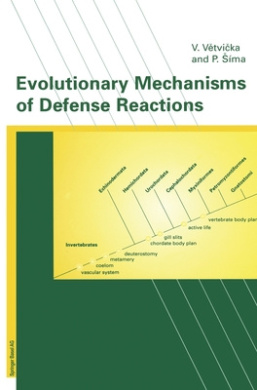 V. Větvička
and P. Šíma
Evolutionary Mechanisms
of Defense Reactions
Echinodermata
Hemichordata
Urochordata
Cephalochordata
Myxiniformes
Petromyzontiformes
Gnathostomi
vertebrate body plan
active life
gill slits
chordate body plan
Invertebrates
deuterostomy
metamery
coelom
vascular system
Springer Basel AG